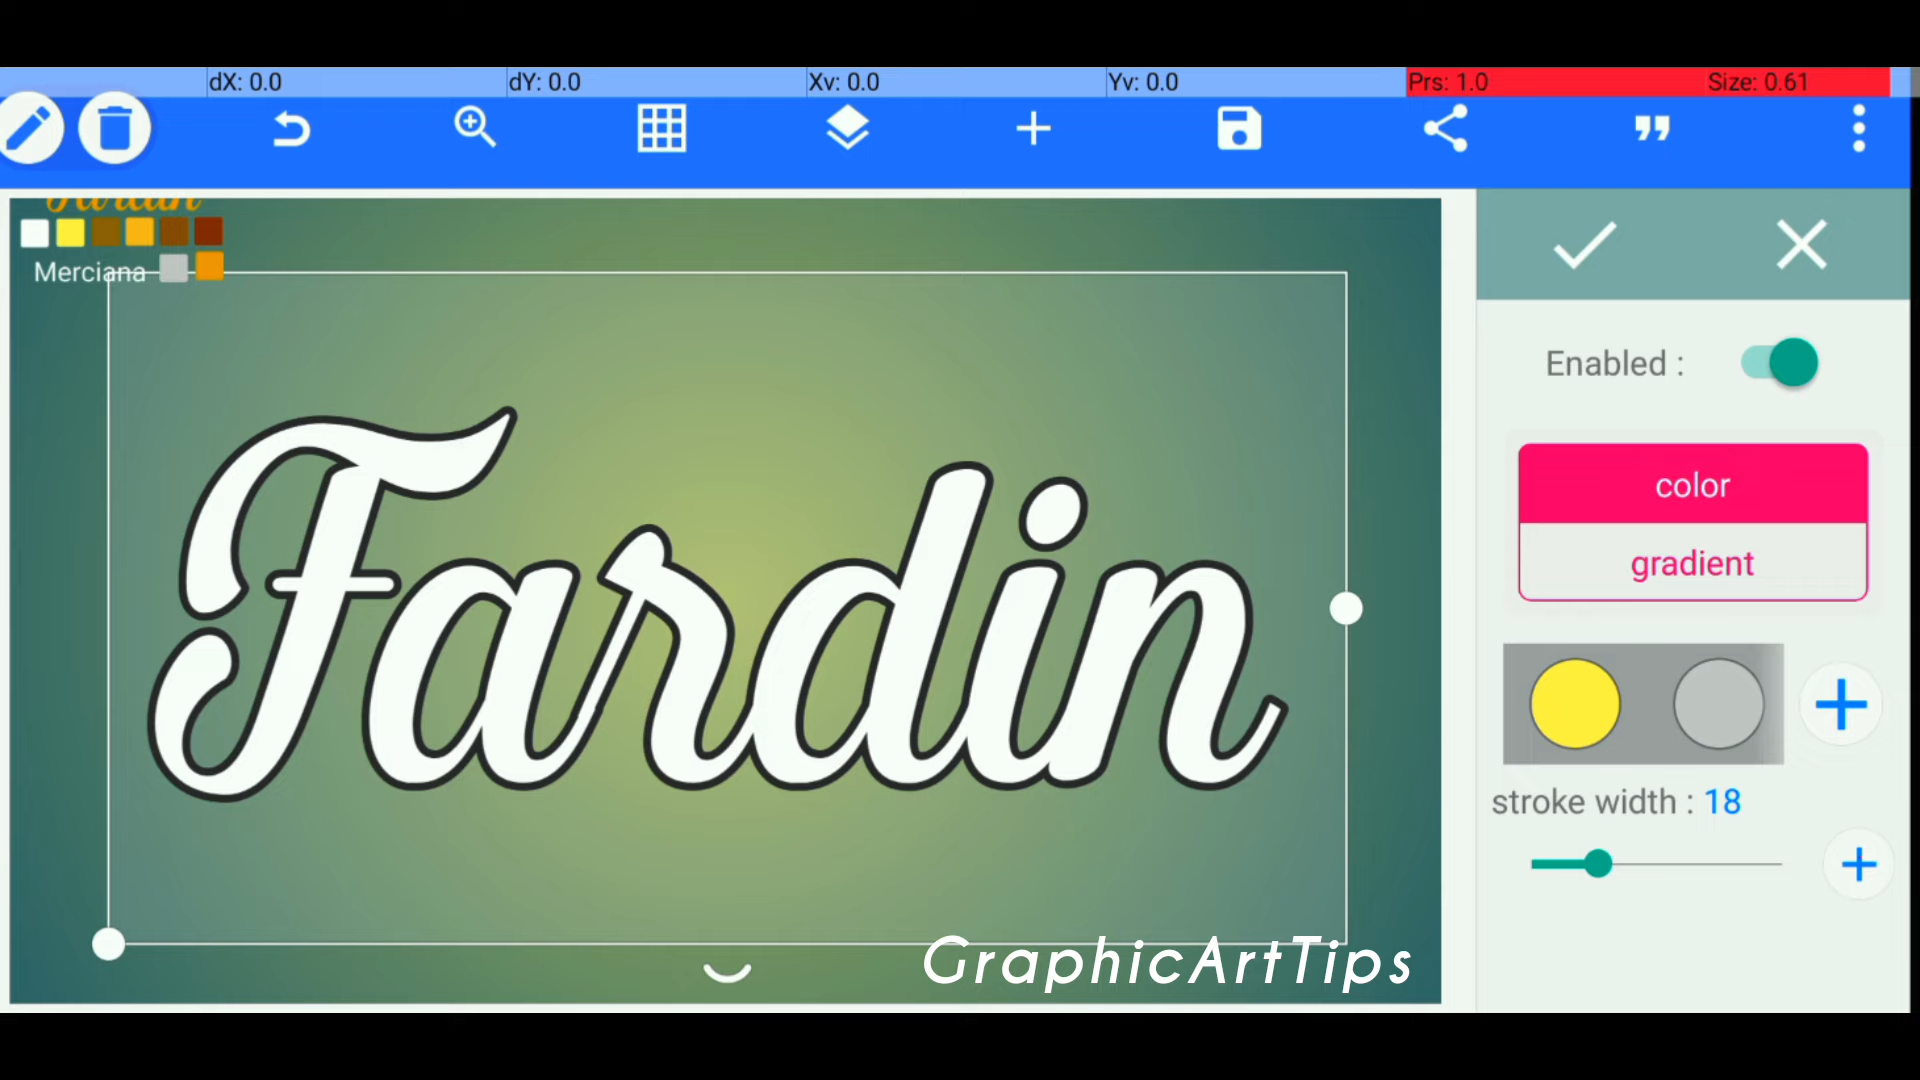 dX: 0.0 dY: 0.0 Xv: 0.0 Yv: 0.0 Prs: 1.0 Size: 0.61
Fardin
Merciana
Enabled :
Fardin
color
gradient
stroke width : 18
GraphicArtTips